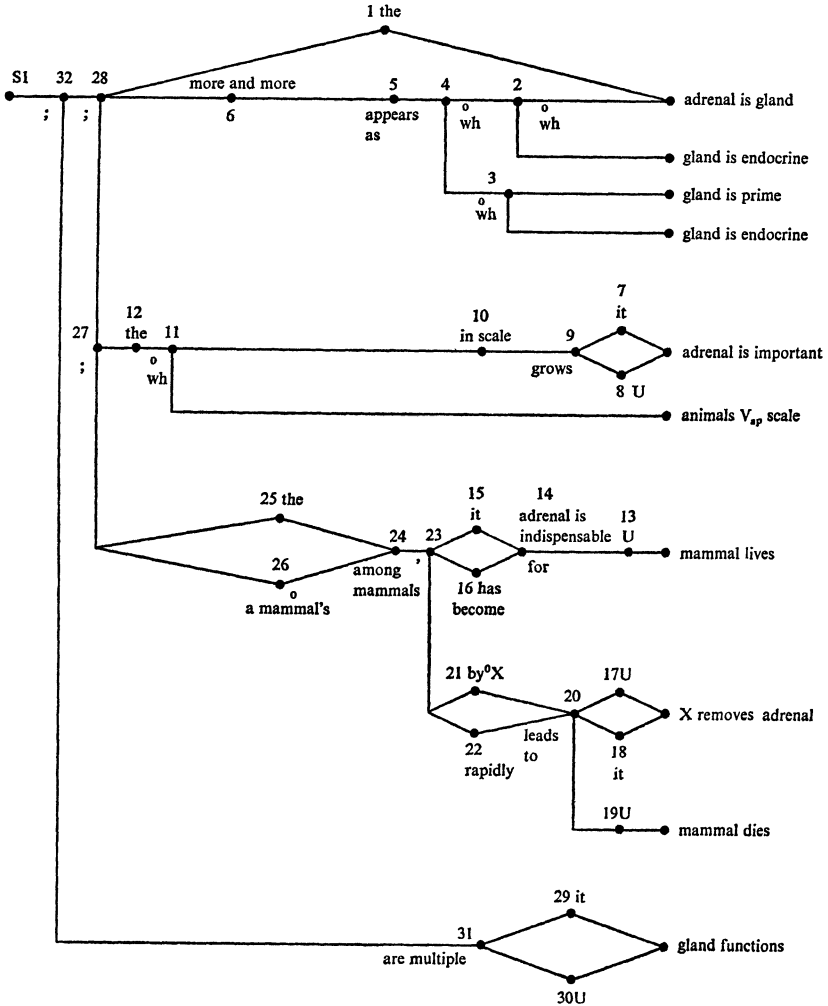 1 the
S1 32 28 more and more 5 4 2
; ; 6 appears as o wh o wh adrenal is gland
gland is endocrine
3 gland is prime
o wh
gland is endocrine
7
it
12 11 10 9
27 the in scale
; o wh grows adrenal is important
8 U
animals V_ap scale
25 the 15 14
it adrenal is 13
24 23 indispensable U
26 among , for mammal lives
o mammals 16 has
a mammal's become
21 by⁰X 17U
20
X removes adrenal
22 leads 18
rapidly to it
19U
mammal dies
29 it
31
are multiple gland functions
30U